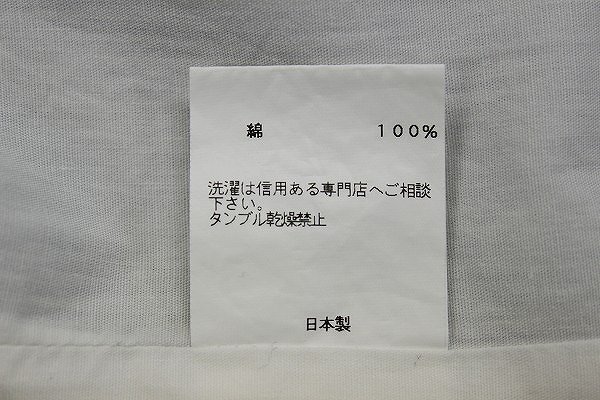 綿 100%
洗濯は信用ある専門店へご相談
下さい。
タンブル乾燥禁止
日本製